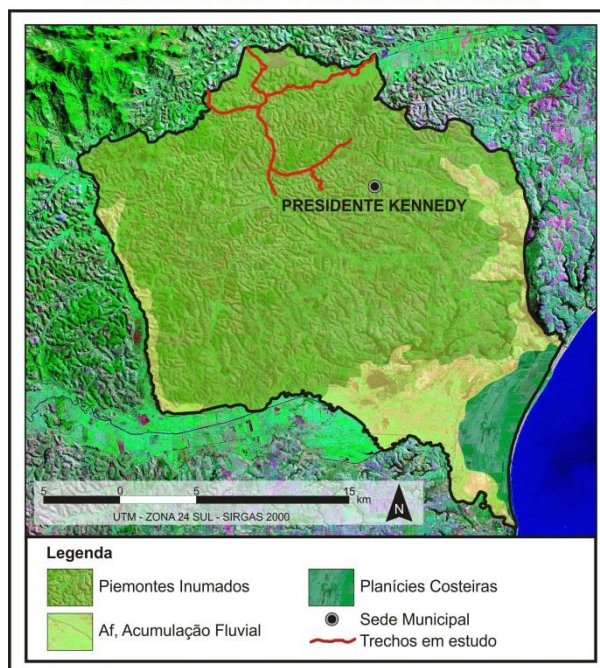 PRESIDENTE KENNEDY
5 0 5 15
km
UTM - ZONA 24 SUL - SIRGAS 2000
N
Legenda
Piemontes Inumados
Planícies Costeiras
Af, Acumulação Fluvial
Sede Municipal
Trechos em estudo